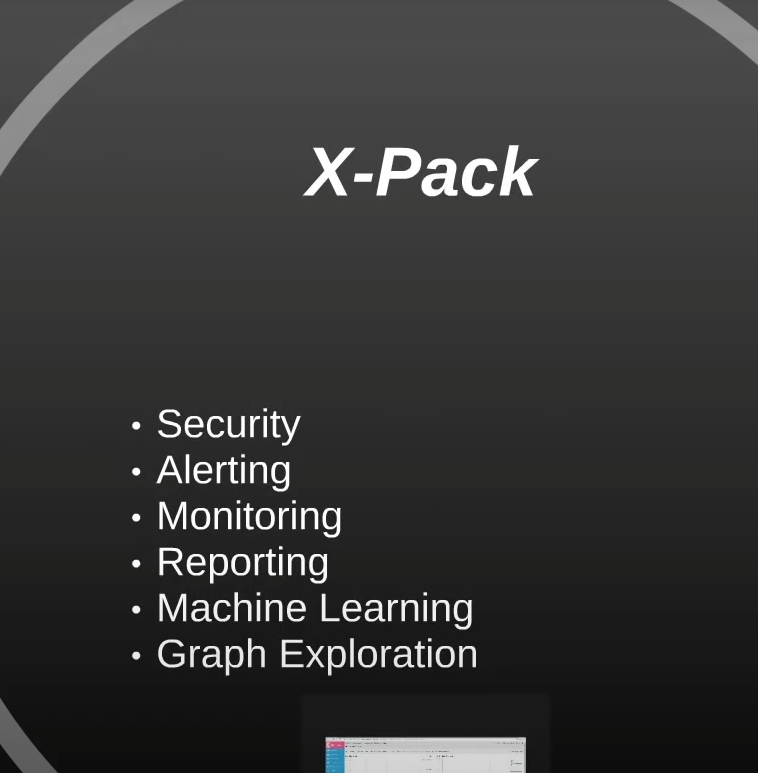 X-Pack
• Security
• Alerting
• Monitoring
• Reporting
• Machine Learning
• Graph Exploration